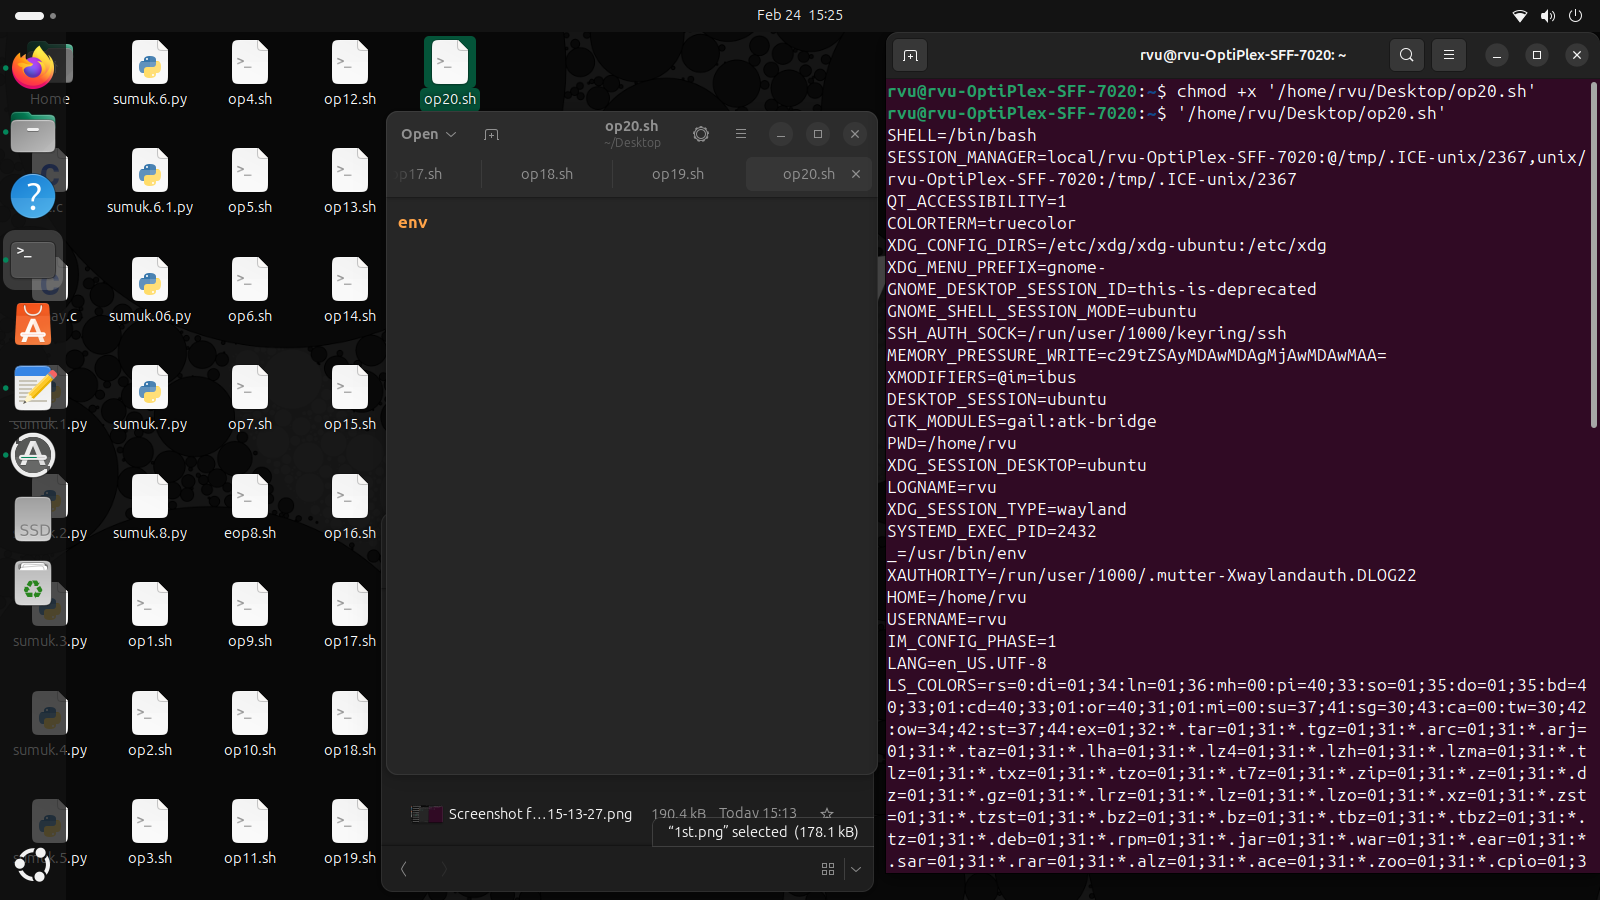 Feb 24 15:25
Home
sumuk.6.py
op4.sh
op12.sh
op20.sh
sumuk.6.1.py
op5.sh
op13.sh
sumuk.06.py
op6.sh
op14.sh
sumuk.1.py
sumuk.7.py
op7.sh
op15.sh
SSD
sumuk.8.py
eop8.sh
op16.sh
sumuk.3.py
op1.sh
op9.sh
op17.sh
sumuk.4.py
op2.sh
op10.sh
op18.sh
op3.sh
op11.sh
op19.sh
Open
op20.sh
~/Desktop
op17.sh
op18.sh
op19.sh
op20.sh
env
Screenshot f…15-13-27.png 190.4 kB Today 15:13
“1st.png” selected (178.1 kB)
rvu@rvu-OptiPlex-SFF-7020: ~
rvu@rvu-OptiPlex-SFF-7020:~$ chmod +x '/home/rvu/Desktop/op20.sh'
rvu@rvu-OptiPlex-SFF-7020:~$ '/home/rvu/Desktop/op20.sh'
SHELL=/bin/bash
SESSION_MANAGER=local/rvu-OptiPlex-SFF-7020:@/tmp/.ICE-unix/2367,unix/
rvu-OptiPlex-SFF-7020:/tmp/.ICE-unix/2367
QT_ACCESSIBILITY=1
COLORTERM=truecolor
XDG_CONFIG_DIRS=/etc/xdg/xdg-ubuntu:/etc/xdg
XDG_MENU_PREFIX=gnome-
GNOME_DESKTOP_SESSION_ID=this-is-deprecated
GNOME_SHELL_SESSION_MODE=ubuntu
SSH_AUTH_SOCK=/run/user/1000/keyring/ssh
MEMORY_PRESSURE_WRITE=c29tZSAyMDAwMDAgMjAwMDAwMAA=
XMODIFIERS=@im=ibus
DESKTOP_SESSION=ubuntu
GTK_MODULES=gail:atk-bridge
PWD=/home/rvu
XDG_SESSION_DESKTOP=ubuntu
LOGNAME=rvu
XDG_SESSION_TYPE=wayland
SYSTEMD_EXEC_PID=2432
_=/usr/bin/env
XAUTHORITY=/run/user/1000/.mutter-Xwaylandauth.DLOG22
HOME=/home/rvu
USERNAME=rvu
IM_CONFIG_PHASE=1
LANG=en_US.UTF-8
LS_COLORS=rs=0:di=01;34:ln=01;36:mh=00:pi=40;33:so=01;35:do=01;35:bd=4
0;33;01:cd=40;33;01:or=40;31;01:mi=00:su=37;41:sg=30;43:ca=00:tw=30;42
:ow=34;42:st=37;44:ex=01;32:*.tar=01;31:*.tgz=01;31:*.arc=01;31:*.arj=
01;31:*.taz=01;31:*.lha=01;31:*.lz4=01;31:*.lzh=01;31:*.lzma=01;31:*.t
lz=01;31:*.txz=01;31:*.tzo=01;31:*.t7z=01;31:*.zip=01;31:*.z=01;31:*.d
z=01;31:*.gz=01;31:*.lrz=01;31:*.lz=01;31:*.lzo=01;31:*.xz=01;31:*.zst
=01;31:*.tzst=01;31:*.bz2=01;31:*.bz=01;31:*.tbz=01;31:*.tbz2=01;31:*.
tz=01;31:*.deb=01;31:*.rpm=01;31:*.jar=01;31:*.war=01;31:*.ear=01;31:*
.sar=01;31:*.rar=01;31:*.alz=01;31:*.ace=01;31:*.zoo=01;31:*.cpio=01;3